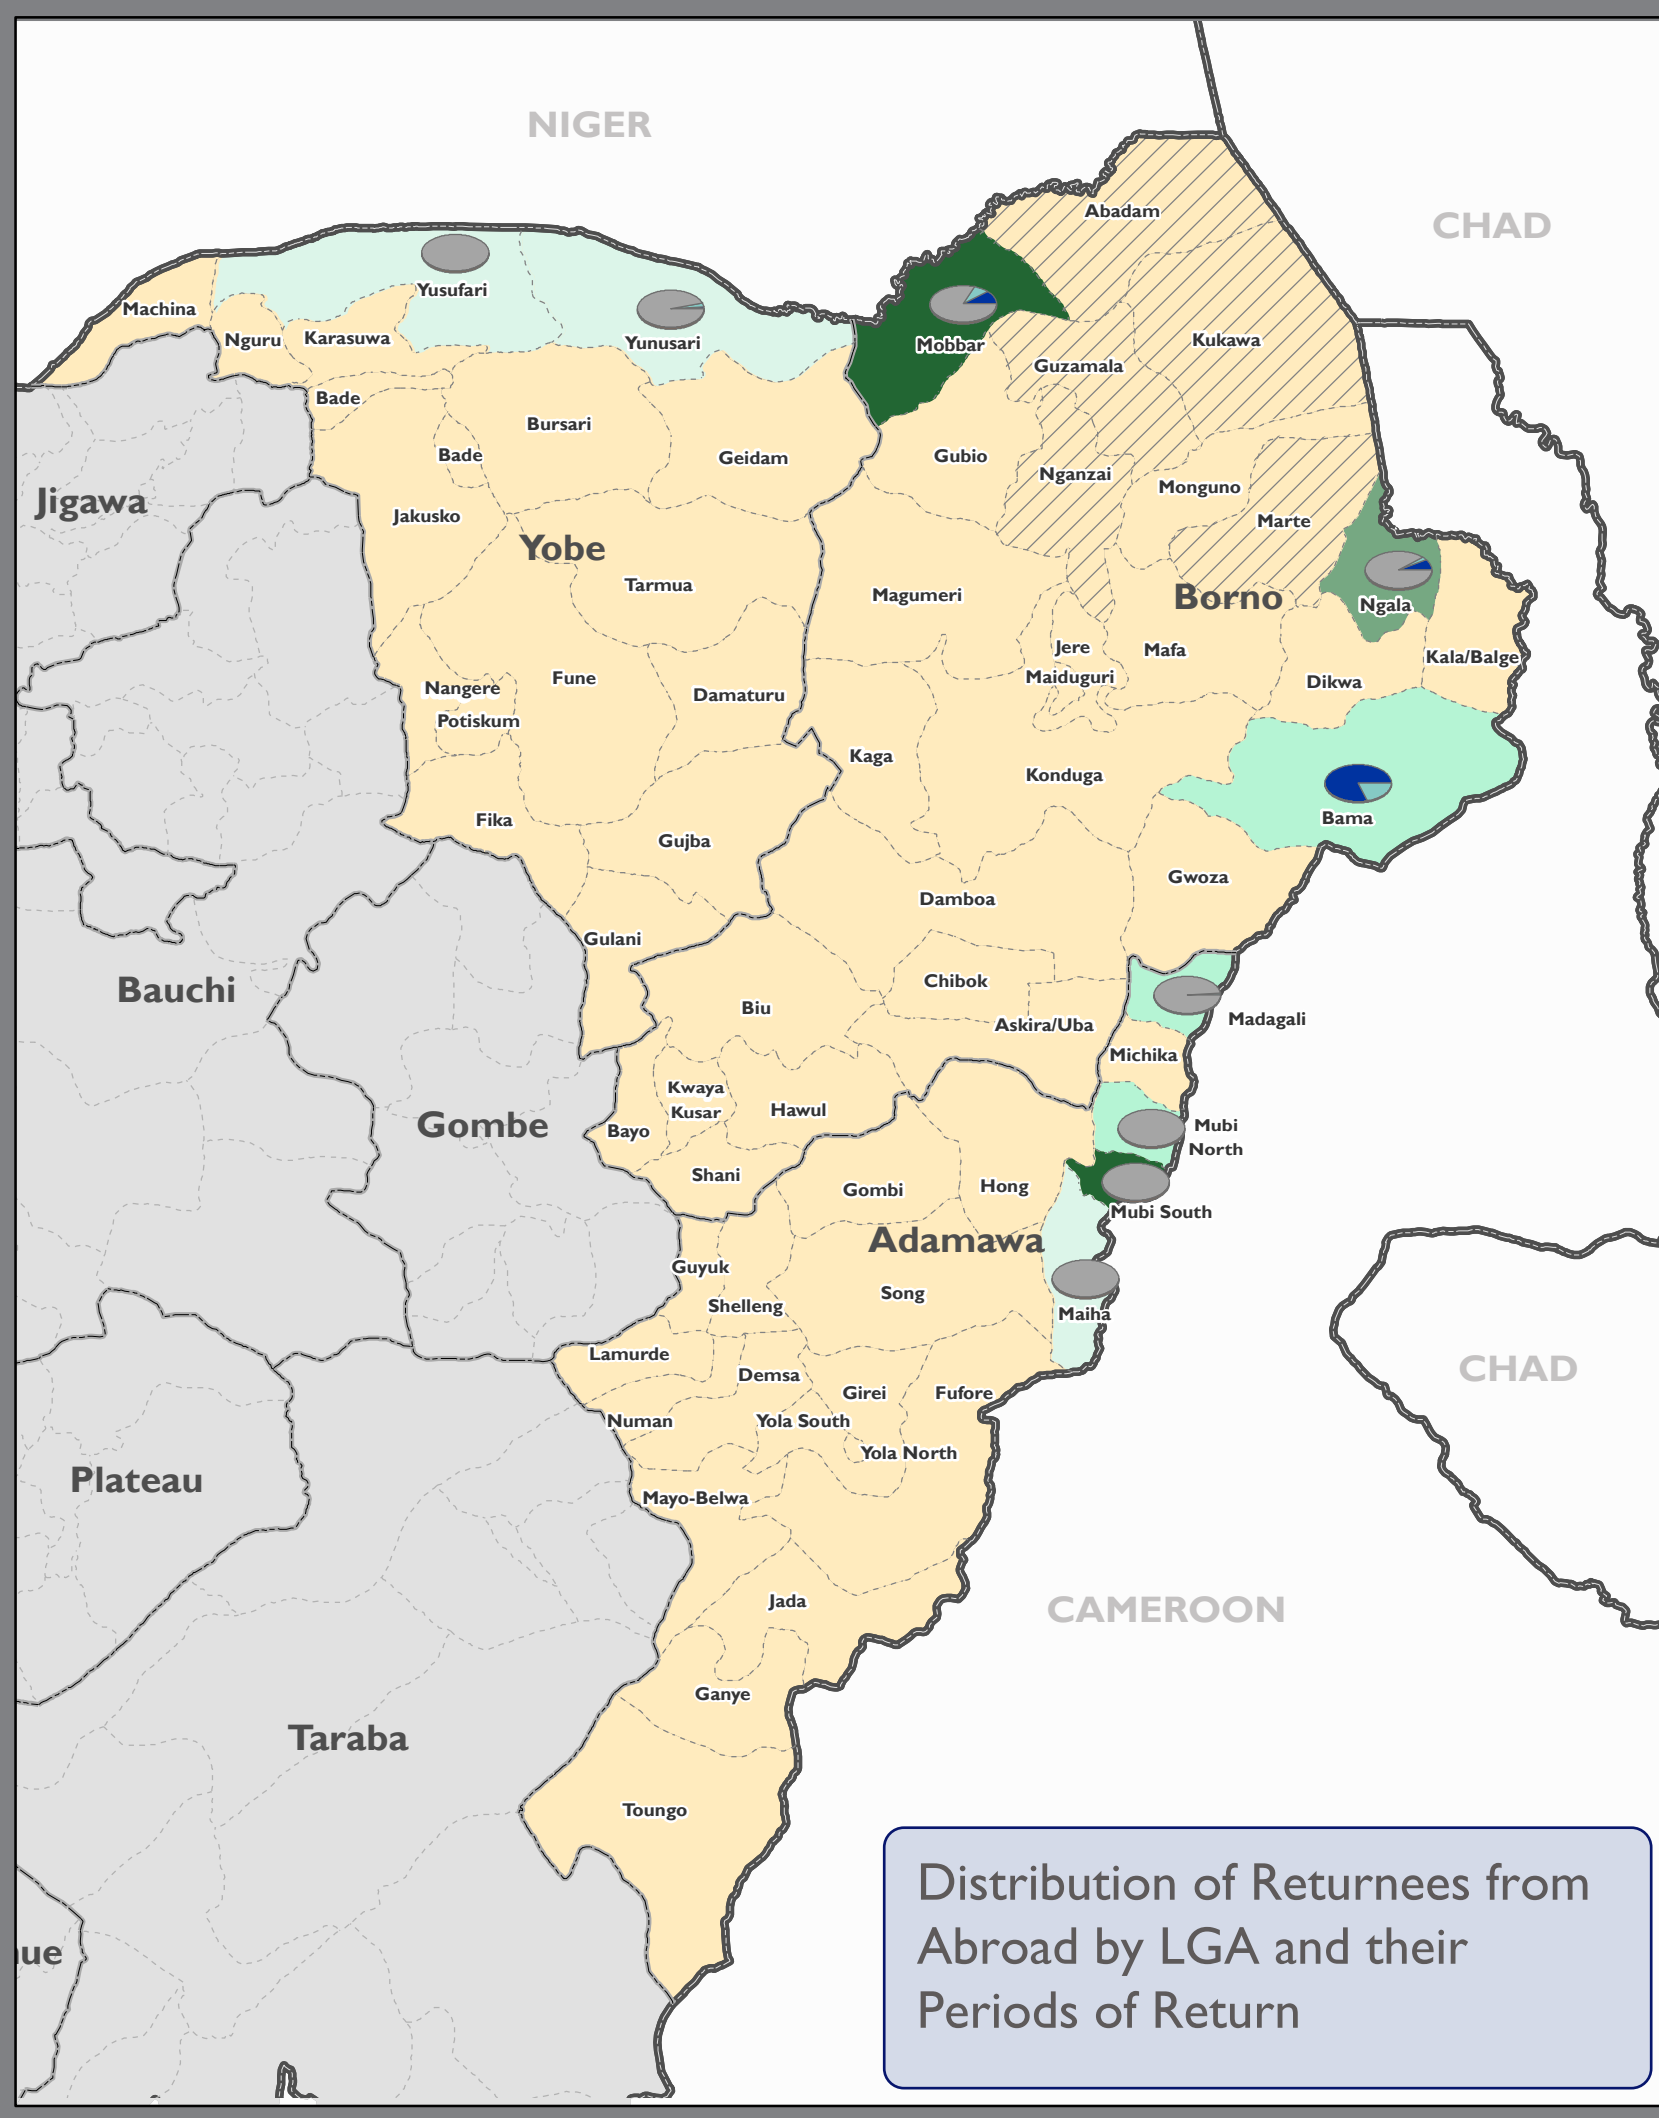 NIGER
CHAD
Abadam
Yusufari
Machina
Nguru
Karasuwa
Yunusari
Mobbar
Kukawa
Guzamala
Bade
Bursari
Bade
Geidam
Gubio
Nganzai
Monguno
Jigawa
Jakusko
Marte
Yobe
Tarmua
Magumeri
Borno
Ngala
Jere
Mafa
Kala/Balge
Maiduguri
Dikwa
Nangere
Fune
Damaturu
Potiskum
Kaga
Konduga
Bama
Fika
Gujba
Gwoza
Damboa
Gulani
Chibok
Bauchi
Biu
Askira/Uba
Madagali
Michika
Kwaya
Kusar
Hawul
Gombe
Bayo
Mubi
North
Shani
Gombi
Hong
Mubi South
Adamawa
Guyuk
Song
Shelleng
Maiha
Lamurde
Demsa
Girei
Fufore
CHAD
Numan
Yola South
Yola North
Plateau
Mayo-Belwa
Jada
CAMEROON
Ganye
Taraba
Toungo
ue
Distribution of Returnees from
Abroad by LGA and their
Periods of Return